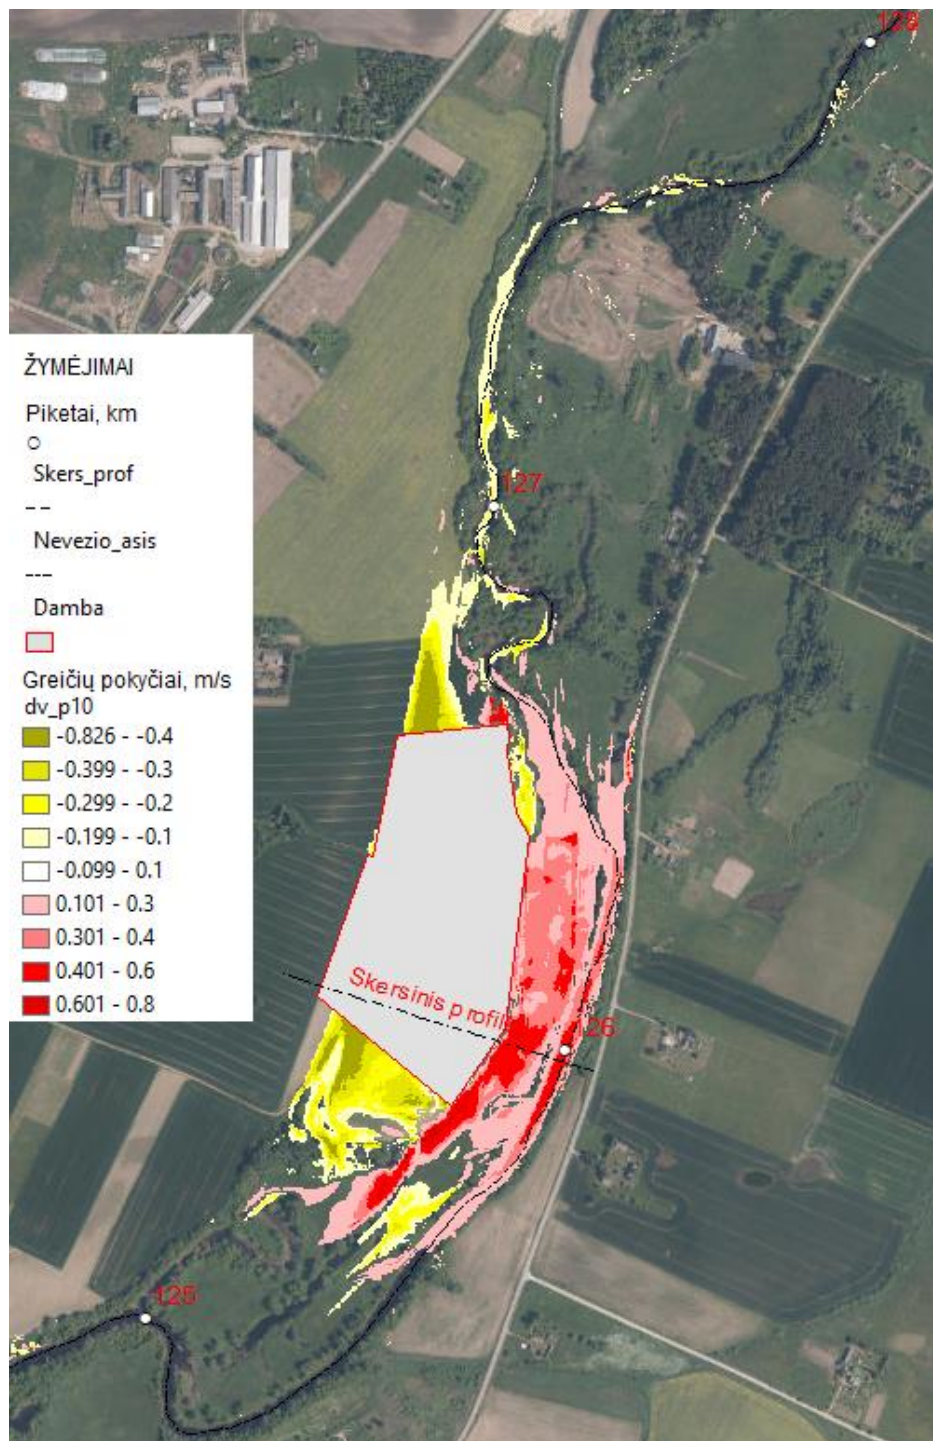 128
ŽYMĖJIMAI
Piketai, km
Skers_prof
127
Nevezio_asis
Damba
Greičių pokyčiai, m/s
dv_p10
-0.826 - -0.4
-0.399 - -0.3
-0.299 - -0.2
-0.199 - -0.1
-0.099 - 0.1
0.101 - 0.3
0.301 - 0.4
0.401 - 0.6
0.601 - 0.8
Skersinis profil
126
125